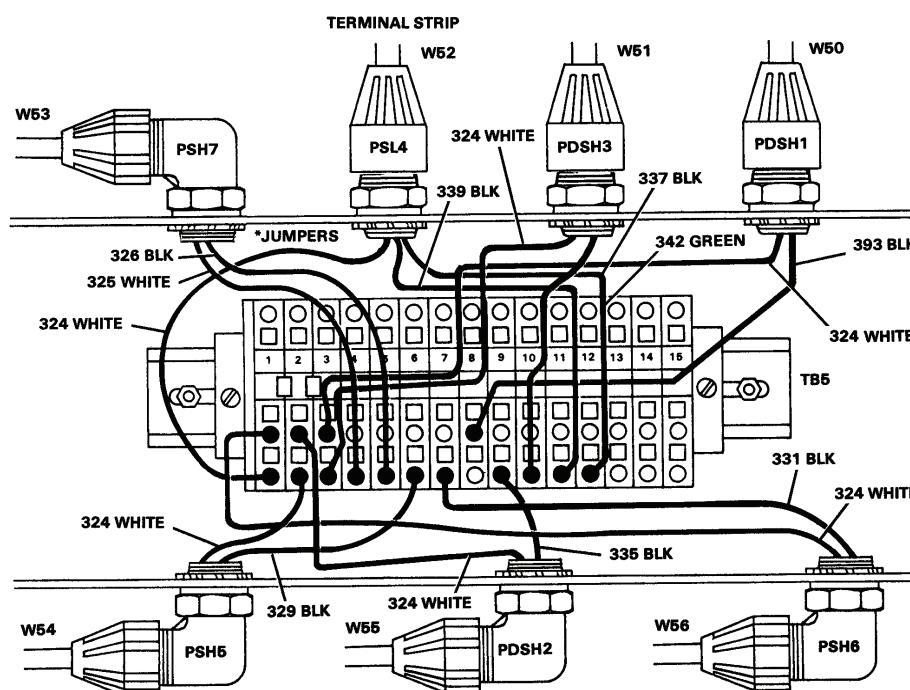 TERMINAL STRIP
W52
W51
W50
W53
PSH7
PSL4
324 WHITE
PDSH3
PDSH1
339 BLK
337 BLK
*JUMPERS
326 BLK
342 GREEN
393 BLK
325 WHITE
324 WHITE
324 WHITE
1 2 3 4 5 6 7 8 9 10 11 12 13 14 15
TB5
331 BLK
324 WHITE
324 WHITE
335 BLK
329 BLK
324 WHITE
W54
PSH5
W55
PDSH2
W56
PSH6